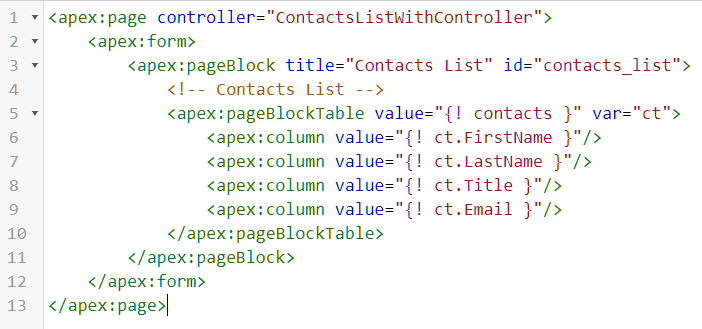 1 <apex:page controller="ContactsListWithController">
2 <apex:form>
3 <apex:pageBlock title="Contacts List" id="contacts_list">
4 <!-- Contacts List -->
5 <apex:pageBlockTable value="{! contacts }" var="ct">
6 <apex:column value="{! ct.FirstName }"/>
7 <apex:column value="{! ct.LastName }"/>
8 <apex:column value="{! ct.Title }"/>
9 <apex:column value="{! ct.Email }"/>
10 </apex:pageBlockTable>
11 </apex:pageBlock>
12 </apex:form>
13 </apex:page>